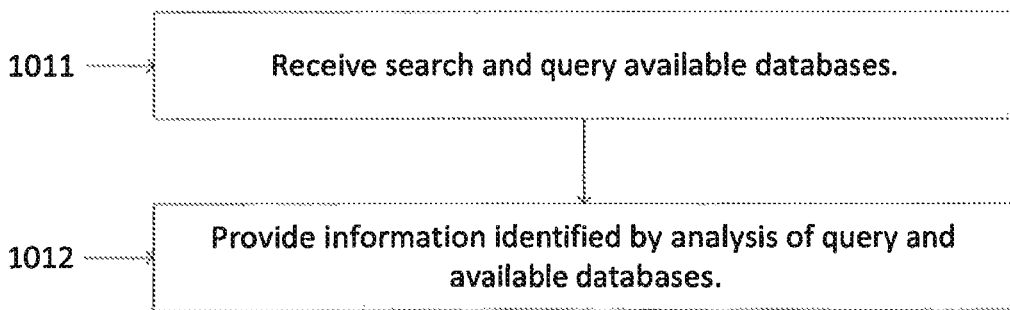 1011 Receive search and query available databases.
1012 Provide information identified by analysis of query and
available databases.